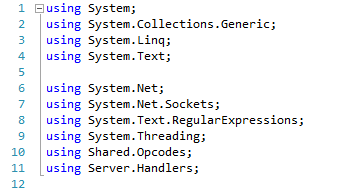 1 using System;
2 using System.Collections.Generic;
3 using System.Linq;
4 using System.Text;
5
6 using System.Net;
7 using System.Net.Sockets;
8 using System.Text.RegularExpressions;
9 using System.Threading;
10 using Shared.Opcodes;
11 using Server.Handlers;
12